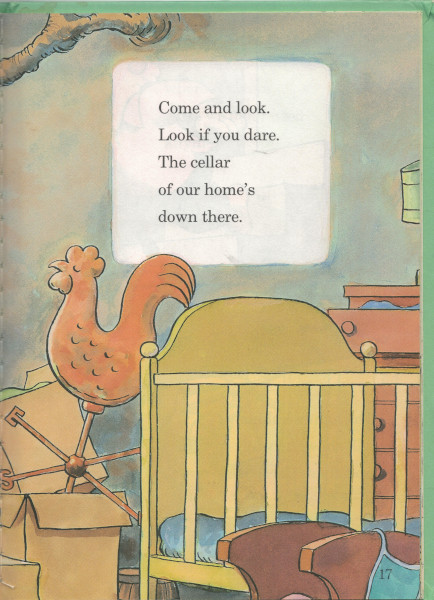 Come and look.
Look if you dare.
The cellar
of our home's
down there.
S
17